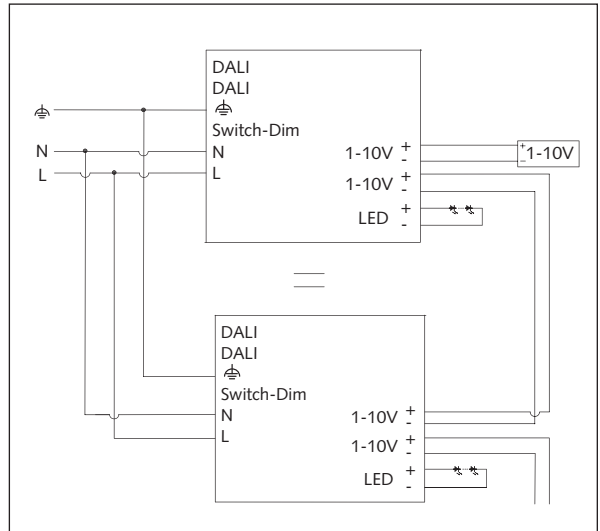 DALI
DALI
Switch-Dim
N
N
L
L
1-10V + -
+ - 1-10V
1-10V + -
LED + -
DALI
DALI
Switch-Dim
N
L
1-10V + -
1-10V + -
LED + -